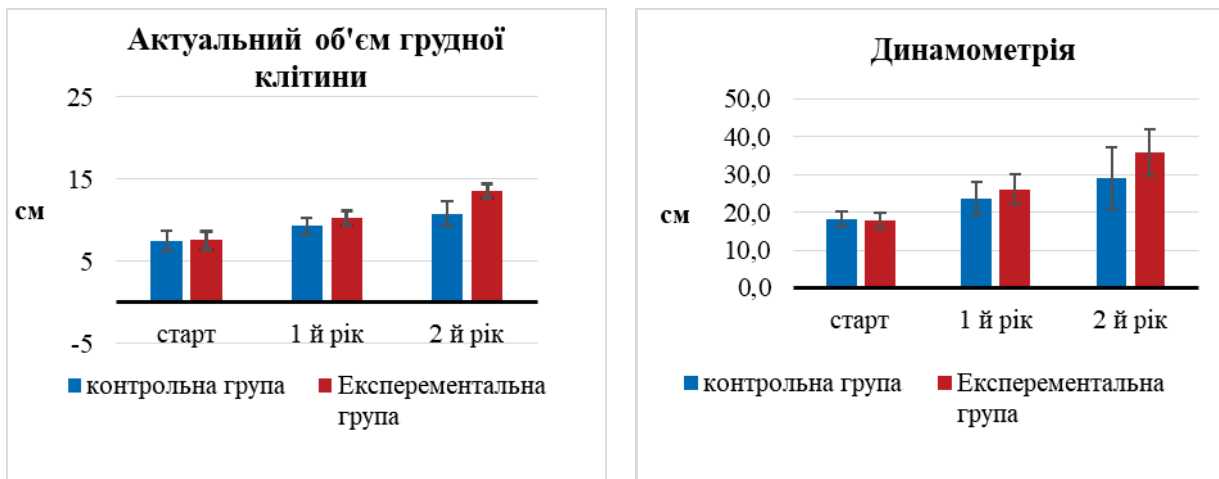 Актуальний об'єм грудної
клітини
25
15
5
-5
см
старт
1 й рік
2 й рік
контрольна група
Експерементальна
група
Динамометрія
50,0
40,0
30,0
20,0
10,0
0,0
см
старт
1 й рік
2 й рік
контрольна група
Експерементальна
група